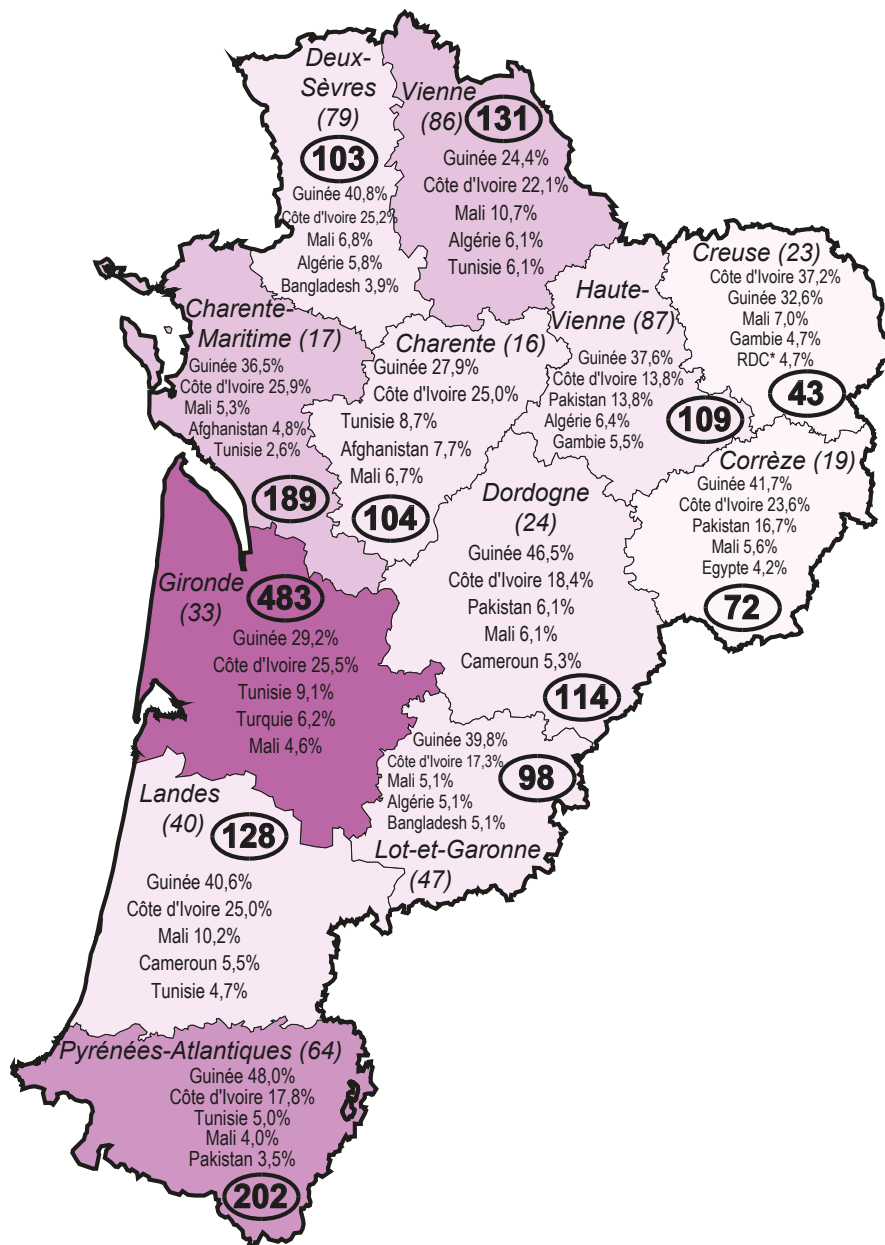 Deux-
Sèvres
(79)
103
Guinée 40,8%
Côte d'Ivoire 25,2%
Mali 6,8%
Algérie 5,8%
Bangladesh 3,9%
Vienne
(86)
131
Guinée 24,4%
Côte d'Ivoire 22,1%
Mali 10,7%
Algérie 6,1%
Tunisie 6,1%
Creuse (23)
Côte d'Ivoire 37,2%
Guinée 32,6%
Mali 7,0%
Gambie 4,7%
RDC* 4,7%
43
Haute-
Vienne (87)
Guinée 37,6%
Côte d'Ivoire 13,8%
Pakistan 13,8%
Algérie 6,4%
Gambie 5,5%
109
Charente-
Maritime (17)
Guinée 36,5%
Côte d'Ivoire 25,9%
Mali 5,3%
Afghanistan 4,8%
Tunisie 2,6%
189
Charente (16)
Guinée 27,9%
Côte d'Ivoire 25,0%
Tunisie 8,7%
Afghanistan 7,7%
Mali 6,7%
104
Corrèze (19)
Guinée 41,7%
Côte d'Ivoire 23,6%
Pakistan 16,7%
Mali 5,6%
Egypte 4,2%
72
Dordogne
(24)
Guinée 46,5%
Côte d'Ivoire 18,4%
Pakistan 6,1%
Mali 6,1%
Cameroun 5,3%
114
Gironde
(33)
483
Guinée 29,2%
Côte d'Ivoire 25,5%
Tunisie 9,1%
Turquie 6,2%
Mali 4,6%
Guinée 39,8%
Côte d'Ivoire 17,3%
Mali 5,1%
Algérie 5,1%
Bangladesh 5,1%
98
Lot-et-Garonne
(47)
Landes
(40)
128
Guinée 40,6%
Côte d'Ivoire 25,0%
Mali 10,2%
Cameroun 5,5%
Tunisie 4,7%
Pyrénées-Atlantiques (64)
Guinée 48,0%
Côte d'Ivoire 17,8%
Tunisie 5,0%
Mali 4,0%
Pakistan 3,5%
202